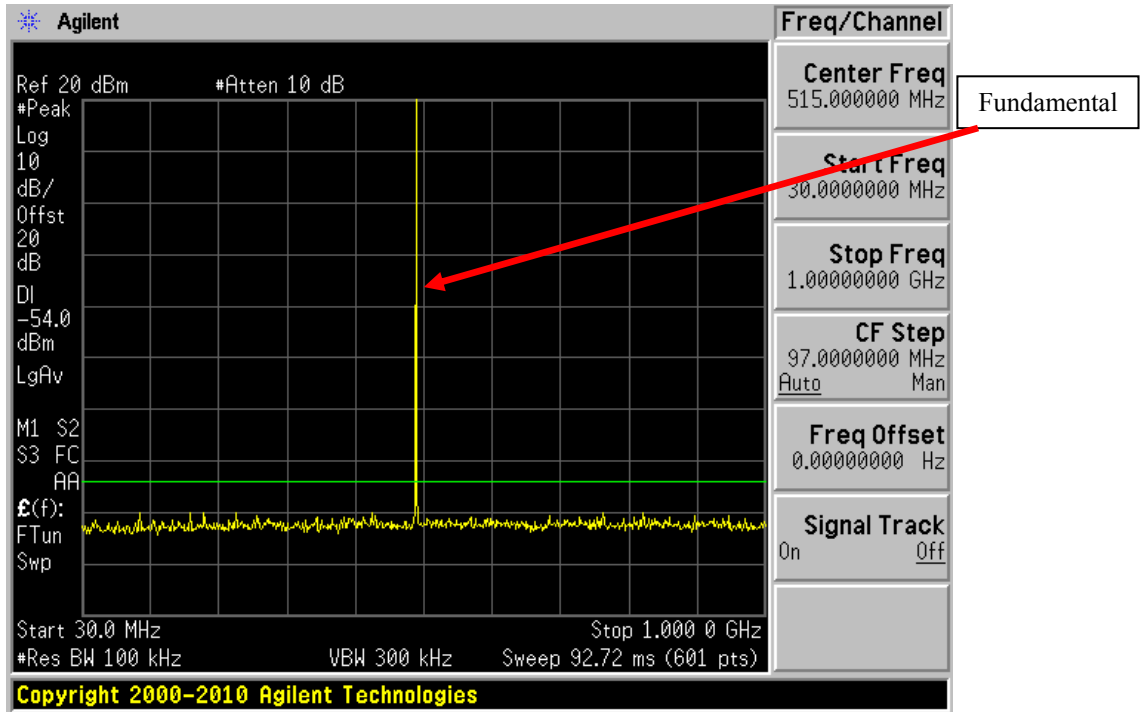 Agilent
Freq/Channel
Ref 20 dBm #Atten 10 dB
#Peak
Log
10
dB/
Offst
20
dB
DI
-54.0
dBm
LgAv
M1 S2
S3 FC
AA
£(f):
FTun
Swp
Start 30.0 MHz Stop 1.000 0 GHz
#Res BW 100 kHz VBW 300 kHz Sweep 92.72 ms (601 pts)
Copyright 2000-2010 Agilent Technologies
Center Freq
515.000000 MHz
Start Freq
30.0000000 MHz
Stop Freq
1.00000000 GHz
CF Step
97.0000000 MHz
Auto Man
Freq Offset
0.00000000 Hz
Signal Track
On Off
Fundamental